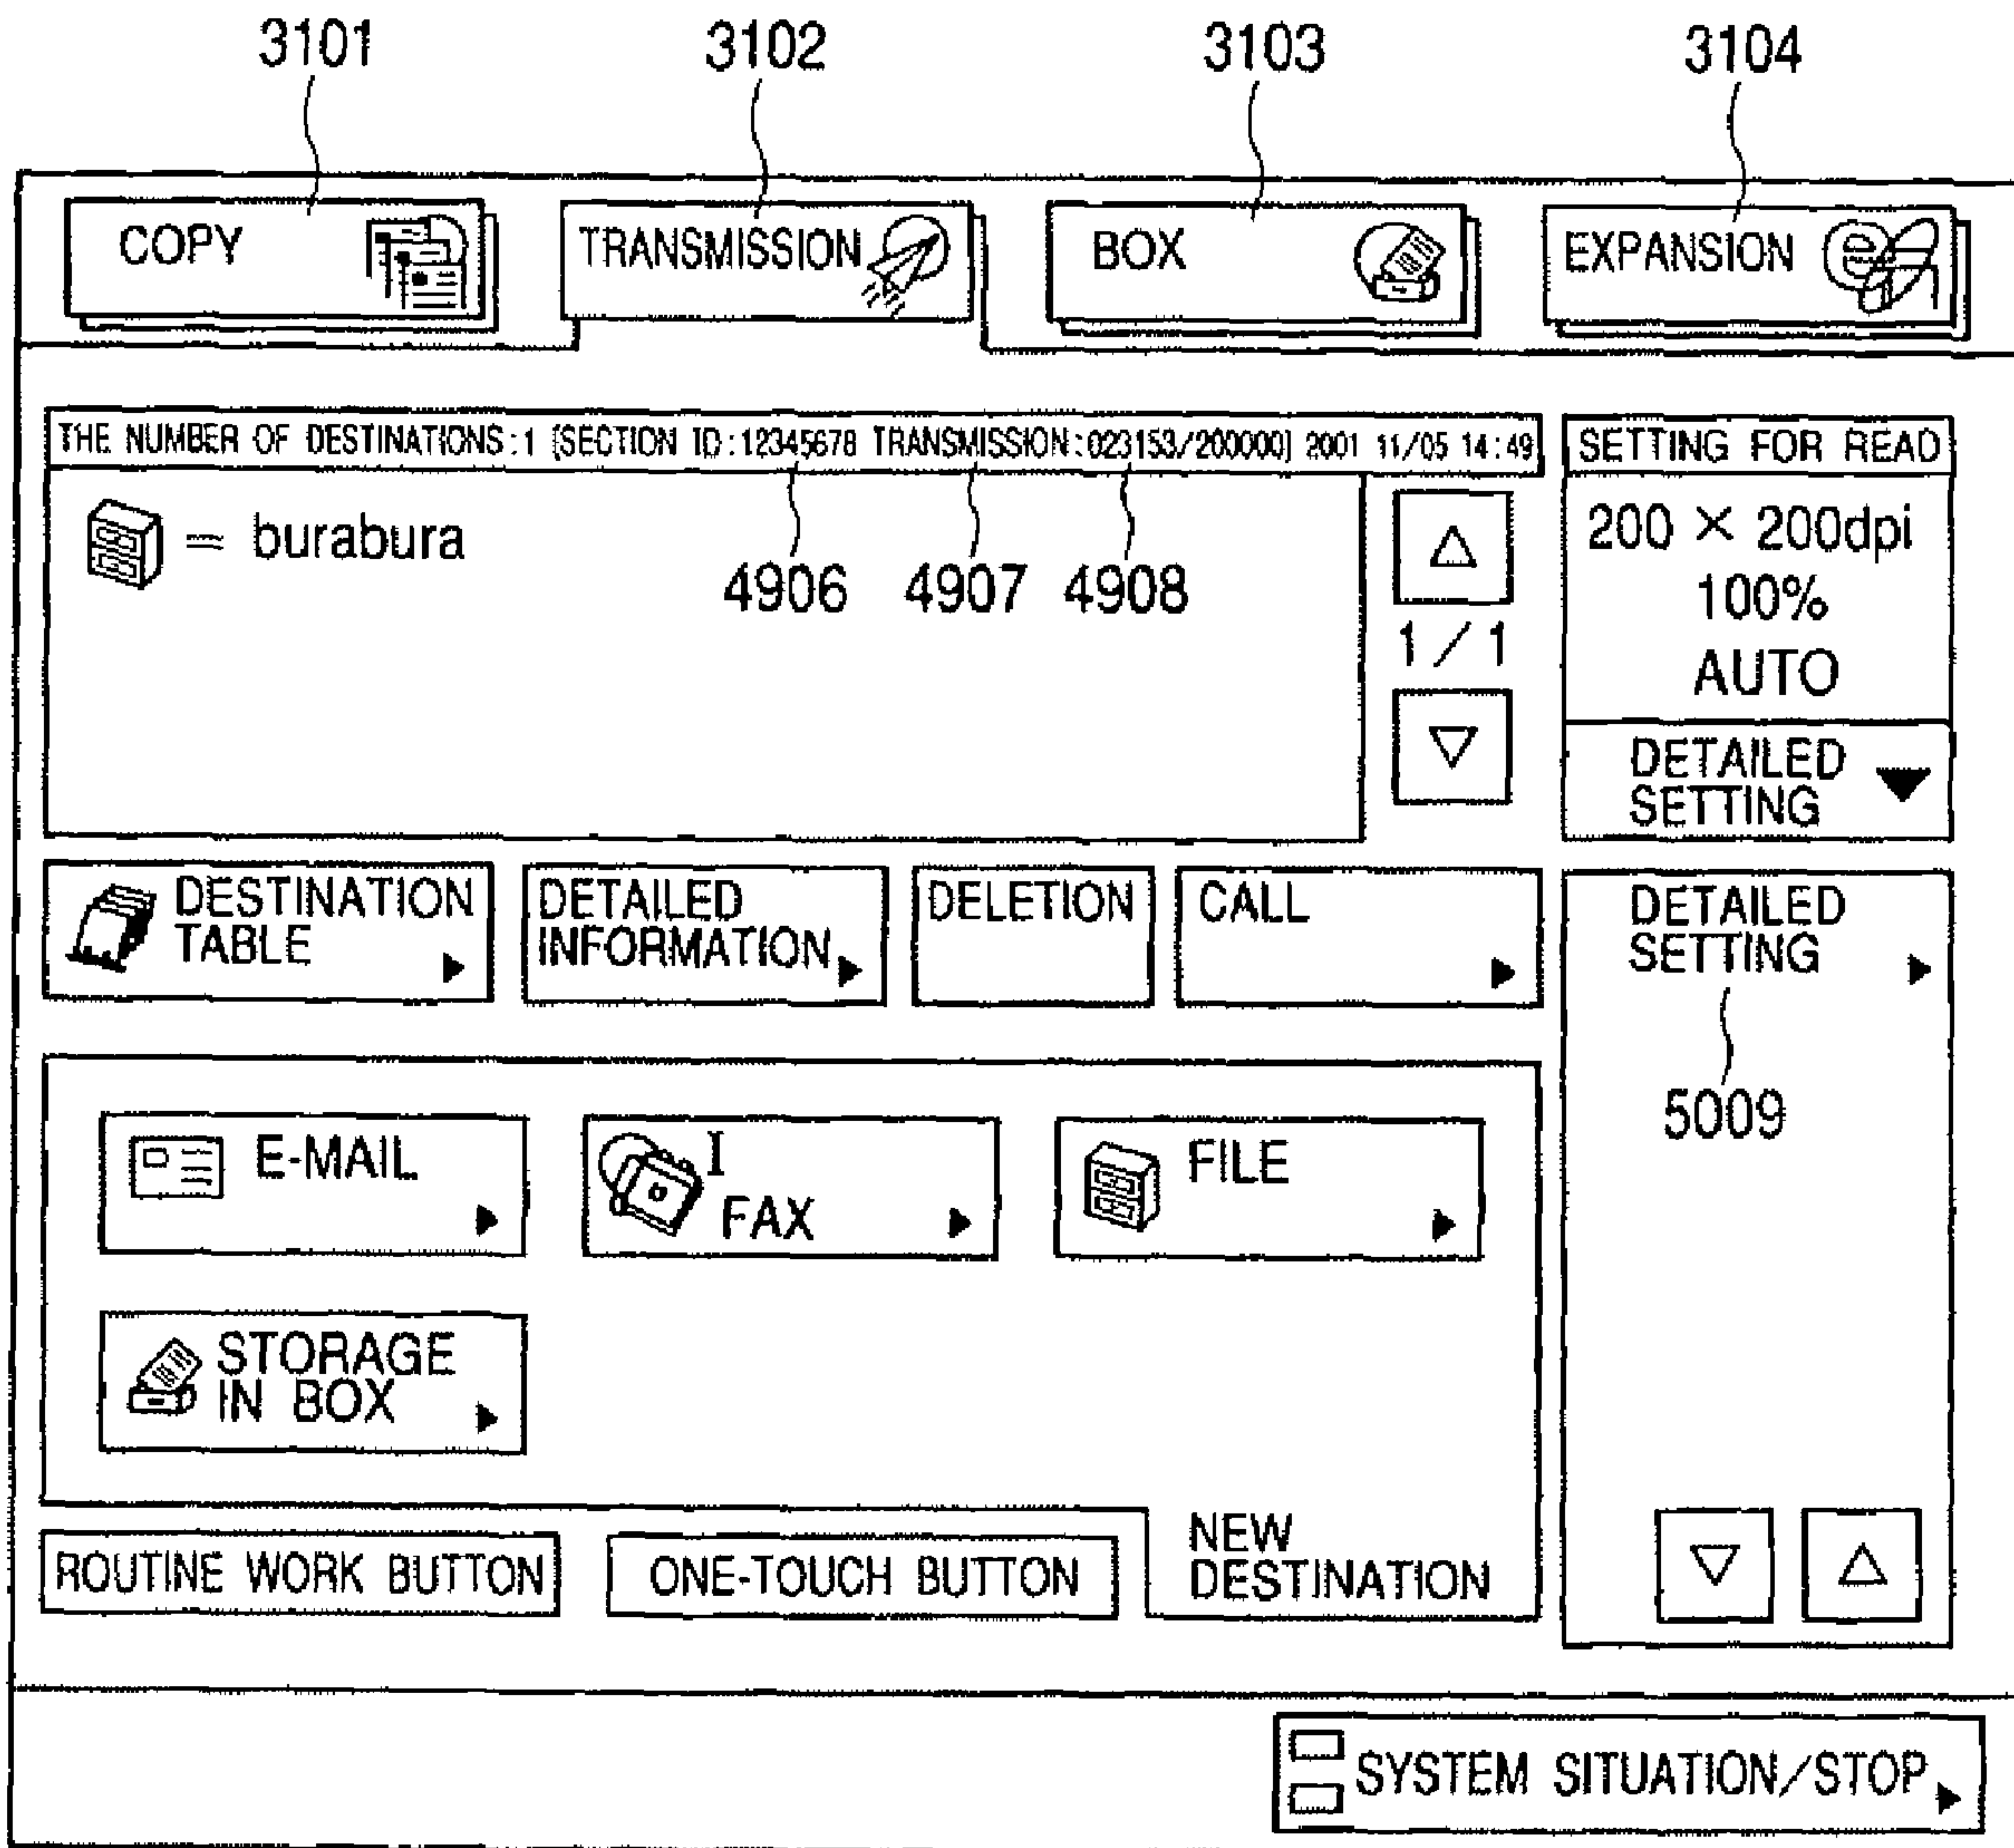 3101 3102 3103 3104
COPY TRANSMISSION BOX EXPANSION
THE NUMBER OF DESTINATIONS:1 [SECTION ID:12345678 TRANSMISSION:023153/200000] 2001 11/05 14:49
SETTING FOR READ
= burabura
4906 4907 4908
1/1
200 × 200dpi
100%
AUTO
DETAILED
SETTING
DESTINATION
TABLE
DETAILED
INFORMATION
DELETION
CALL
DETAILED
SETTING
5009
E-MAIL
I
FAX
FILE
STORAGE
IN BOX
ROUTINE WORK BUTTON
ONE-TOUCH BUTTON
NEW
DESTINATION
SYSTEM SITUATION/STOP